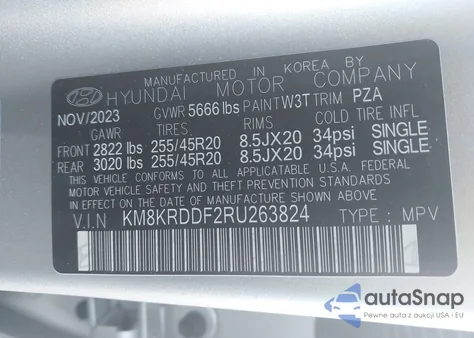 MANUFACTURED IN KOREA BY
HYUNDAI MOTOR COMPANY
NOV/2023 GVWR 5666 lbs PAINT W3T TRIM PZA
GAWR TIRES RIMS COLD TIRE INFL
FRONT 2822 lbs 255/45R20 8.5JX20 34psi SINGLE
REAR 3020 lbs 255/45R20 8.5JX20 34psi SINGLE
THIS VEHICLE CONFORMS TO ALL APPLICABLE U.S.A. FEDERAL
MOTOR VEHICLE SAFETY AND THEFT PREVENTION STANDARDS
IN EFFECT ON THE DATE OF MANUFACTURE SHOWN ABOVE
V.I.N KM8KRDDF2RU263824 TYPE : MPV
autoSnap
Pewne auta z aukcji USA i EU